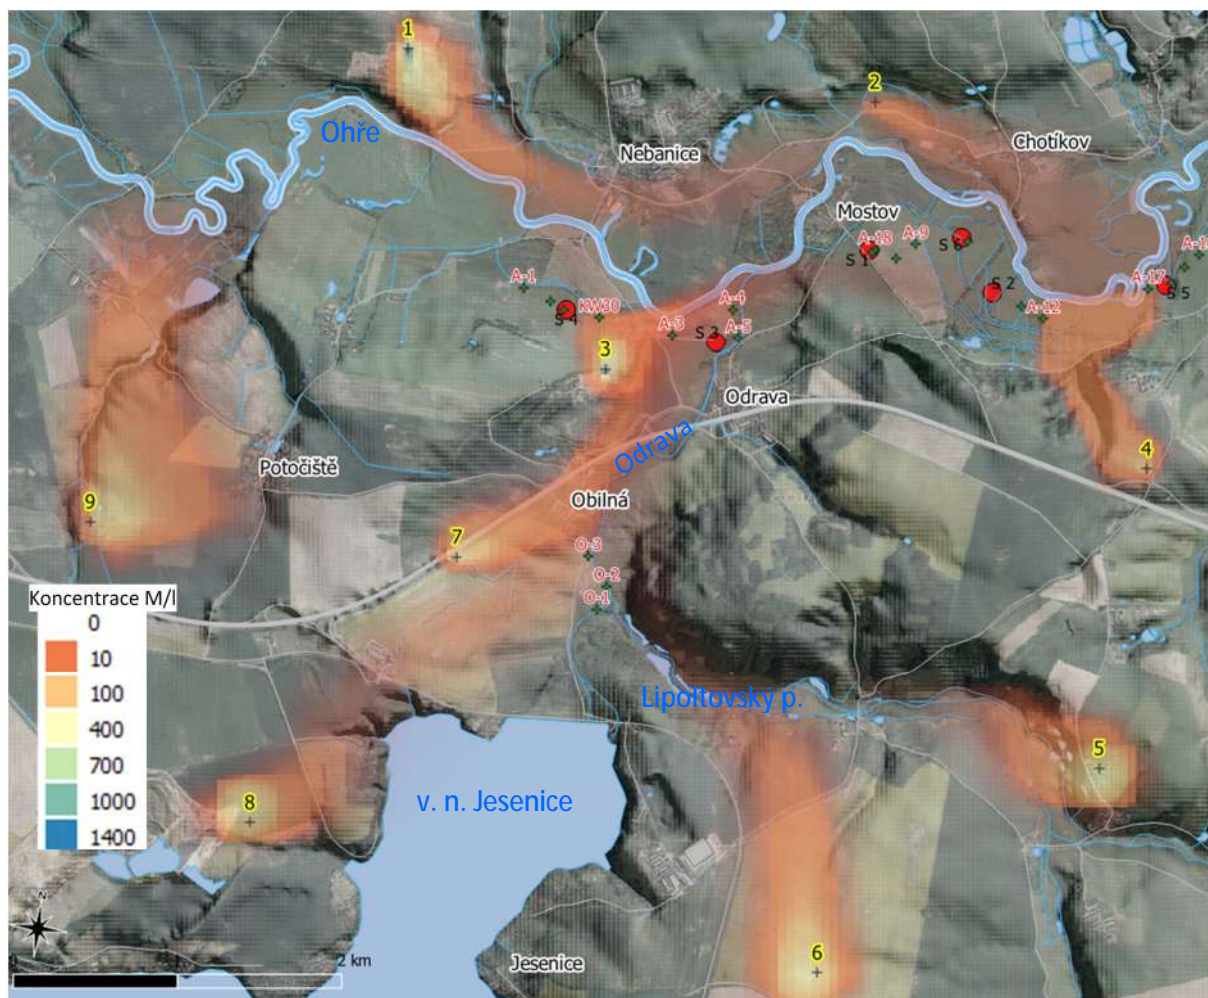 1
2
Ohře
Nebanice
Chotíkov
Mostov
A-18
A-9
S 1
S 6
A-1
A-1
S 2
A-17
S 5
KW30
S 4
A-4
A-12
A-3
A-5
S 3
3
Odrava
Odrava
4
Potočiště
Obilná
9
7
O-3
O-2
O-1
Koncentrace M/l
0
10
100
400
700
1000
1400
Lipoltovsky p.
5
8
v. n. Jesenice
N
2 km
Jesenice
6